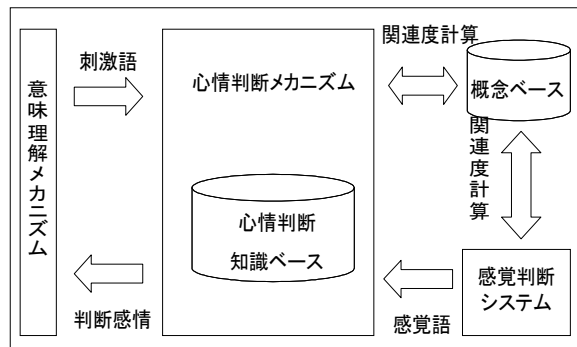 意味理解メカニズム
刺激語
心情判断メカニズム
関連度計算
概念ベース
関連度計算
心情判断
知識ベース
感覚判断
システム
判断感情
感覚語